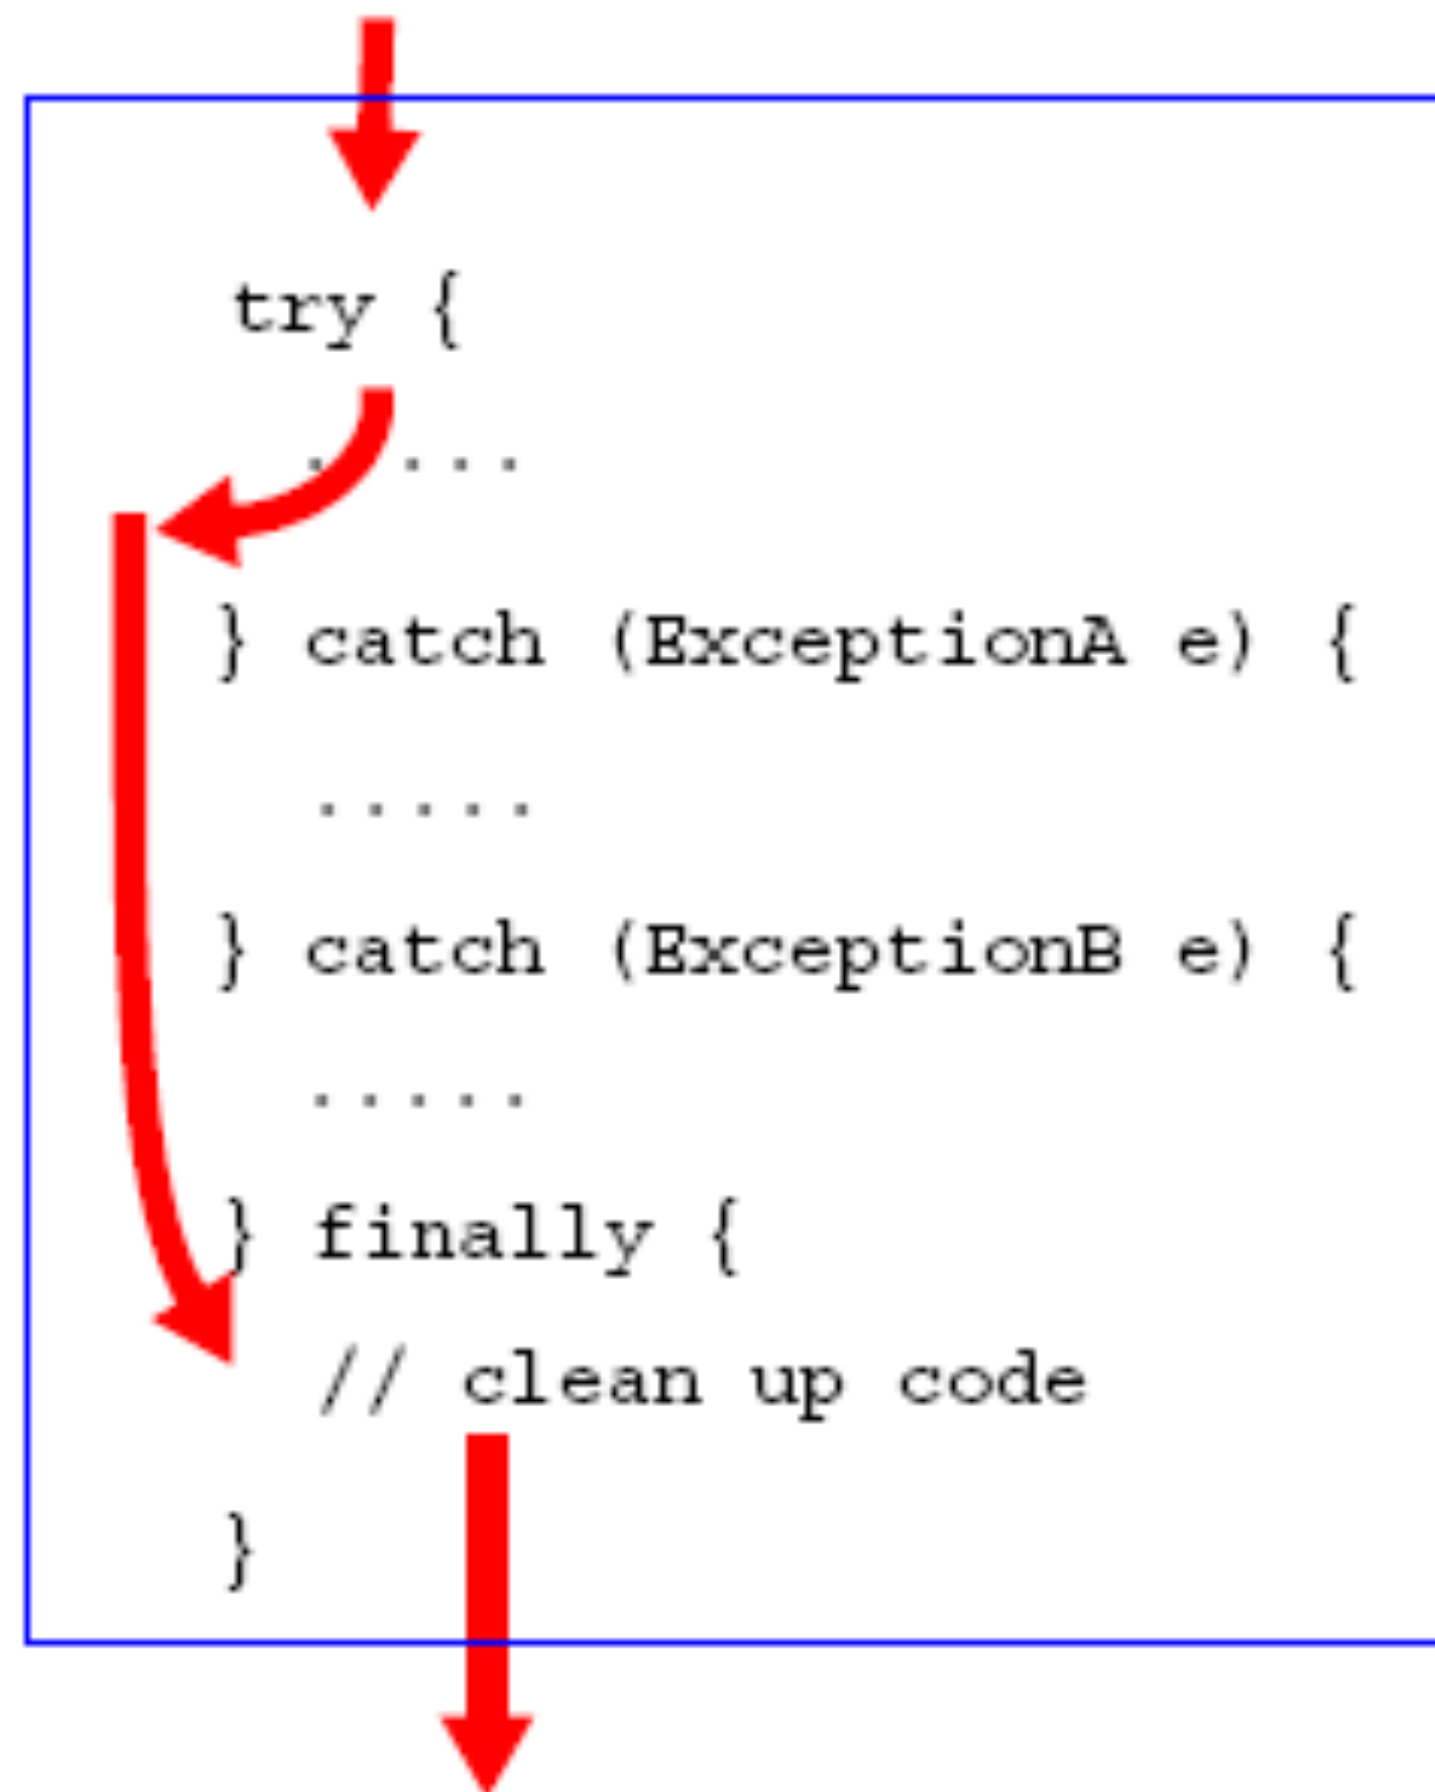 try {
.....
} catch (ExceptionA e) {
.....
} catch (ExceptionB e) {
.....
} finally {
// clean up code
}